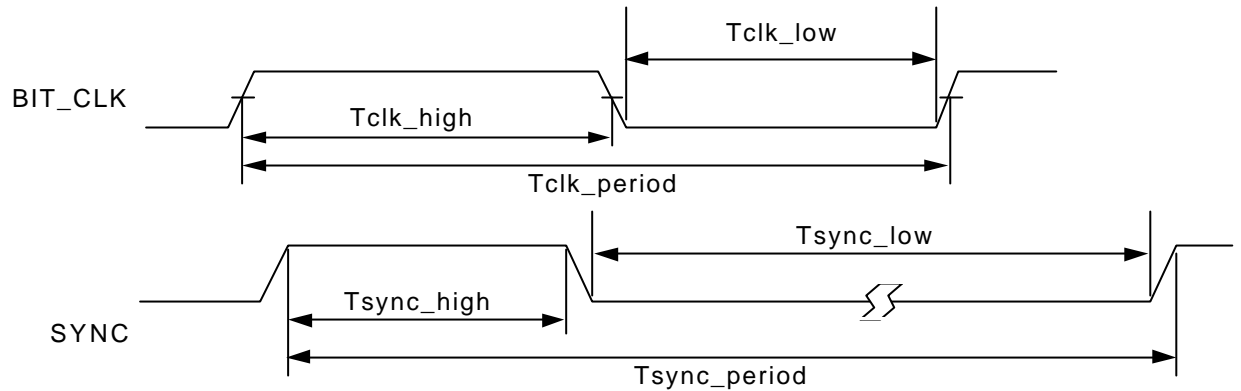 Tclk_low
BIT_CLK
Tclk_high
Tclk_period
Tsync_low
Tsync_high
SYNC
Tsync_period